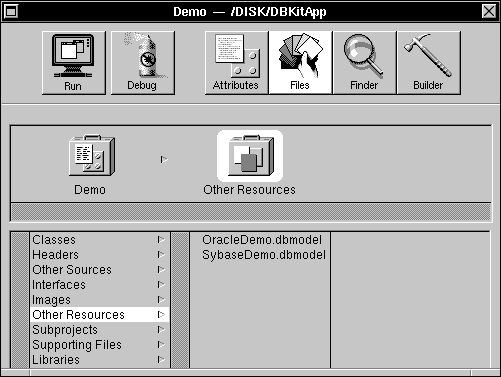 Demo — /DISK/DBKitApp
Run
Debug
Attributes
Files
Finder
Builder
Demo
Other Resources
Classes
Headers
Other Sources
Interfaces
Images
Other Resources
Subprojects
Supporting Files
Libraries
OracleDemo.dbmodel
SybaseDemo.dbmodel